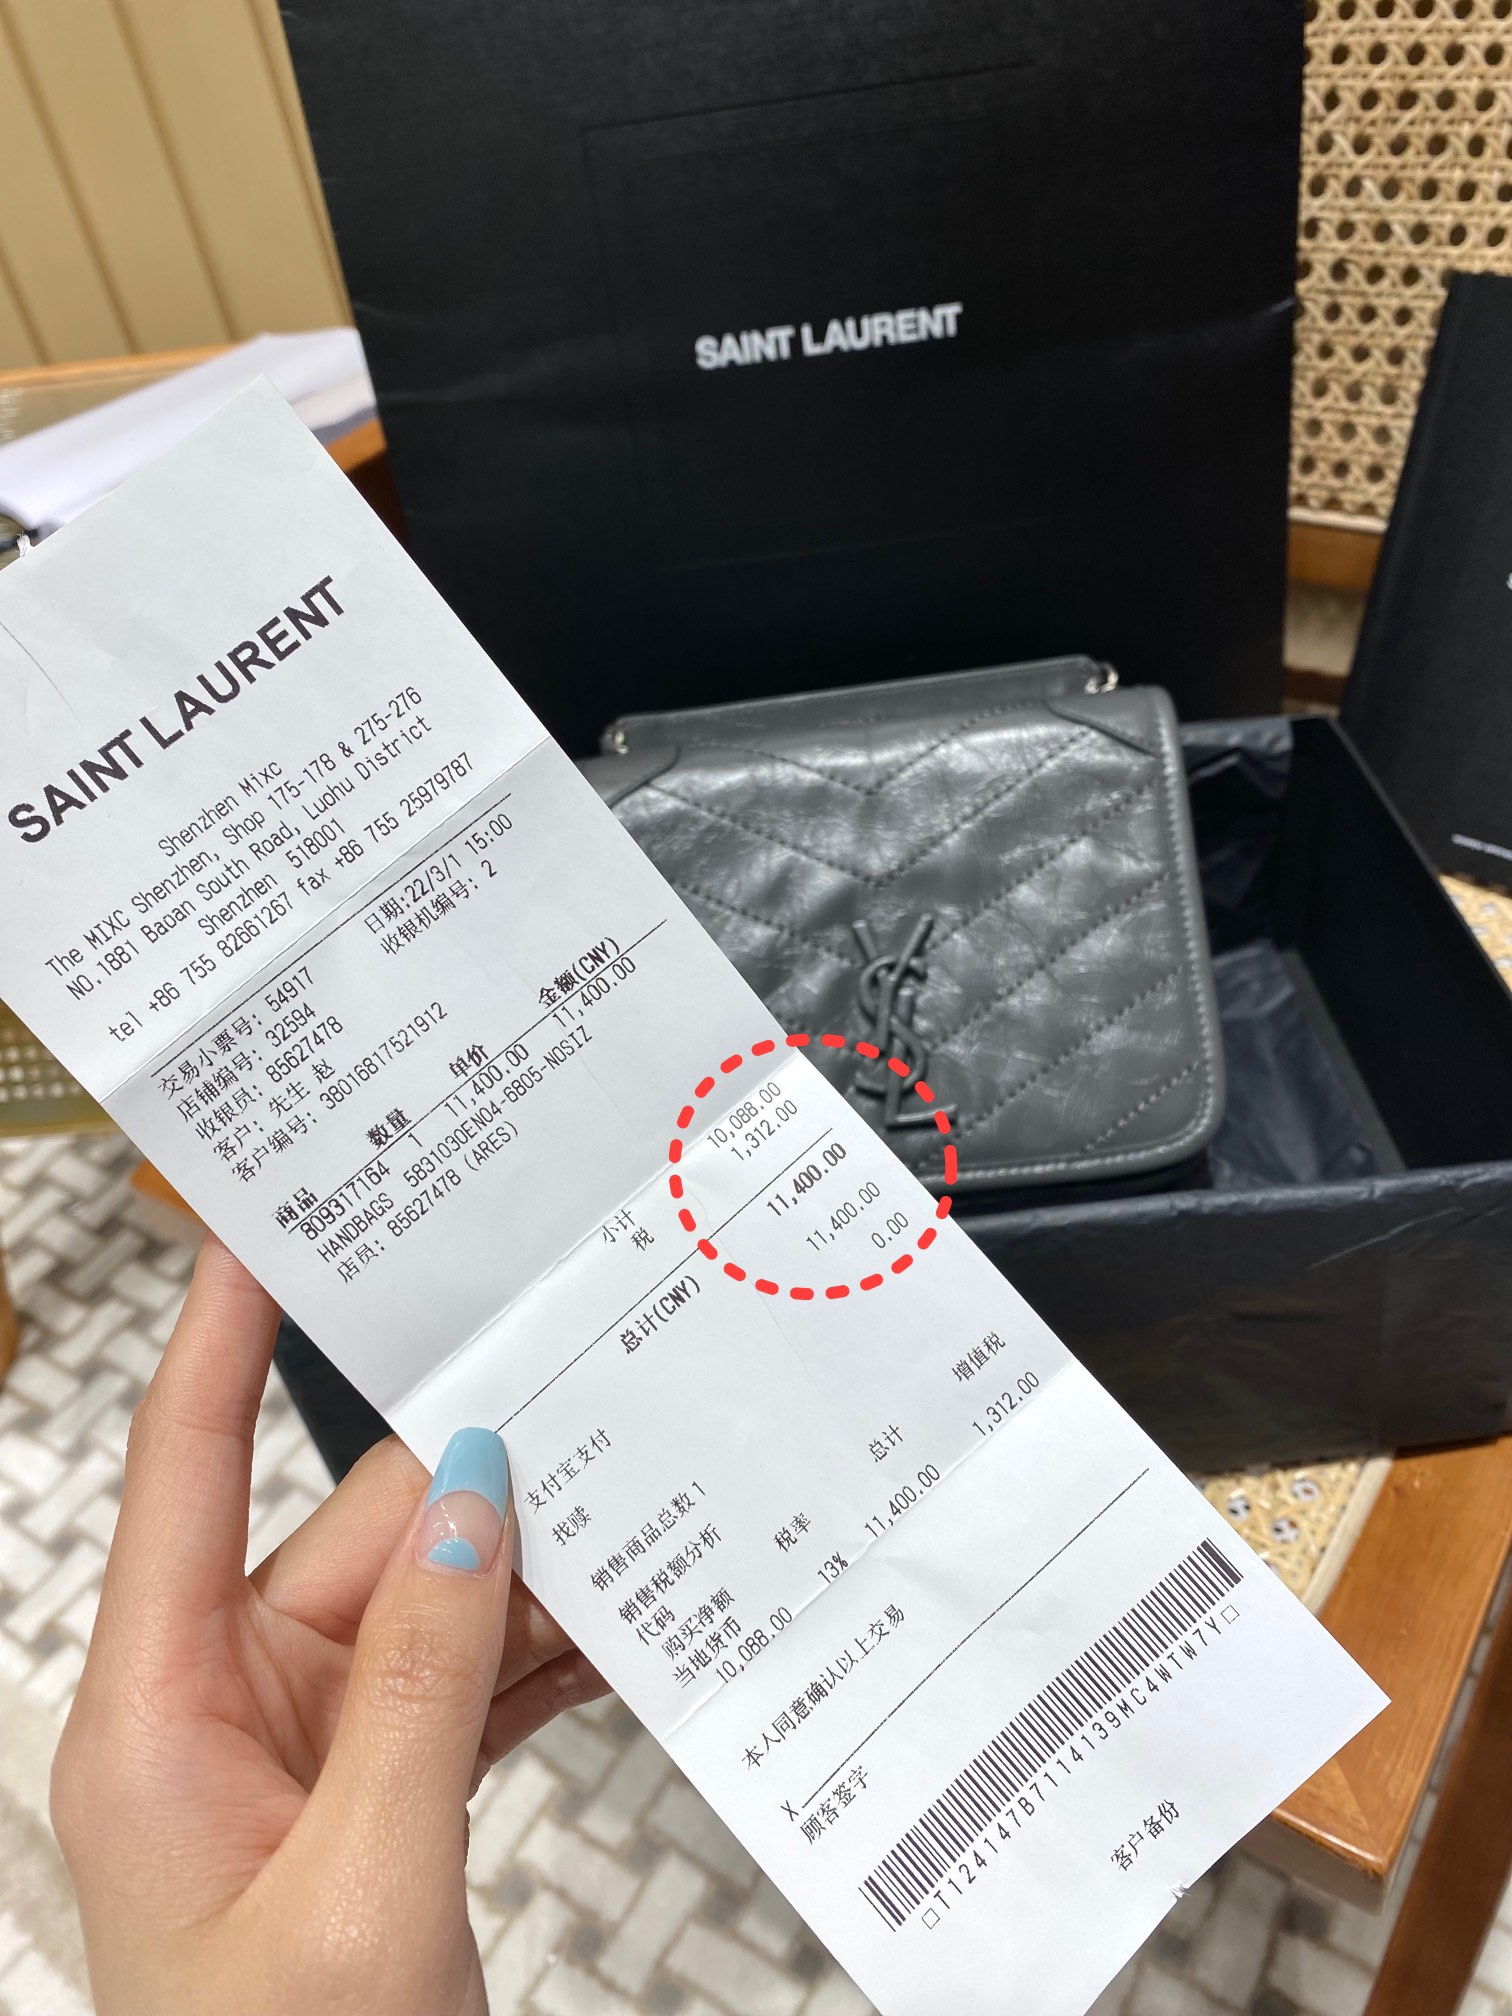 SAINT LAURENT
SAINT LAURENT
Shenzhen Mixc
The MIXC Shenzhen, Shop 175-178 & 275-276
NO.1881 Baoan South Road, Luohu District
Shenzhen 518001
tel +86 755 82661267 fax +86 755 25979787
交易小票号: 54917 日期:22/3/1 15:00
店铺编号: 32594 收银机编号: 2
收银员: 85627478
客户: 先生 赵
客户编号: 38016817521912
商品 数量 单价 金额(CNY)
809317164 1 11,400.00 11,400.00
HANDBAGS 5831030EN04-6805-NOSIZ
店员: 85627478 (ARES)
小计 10,088.00
税 1,312.00
总计(CNY) 11,400.00
支付宝支付 11,400.00
找赎 0.00
销售商品总数 1
销售税额分析
代码 税率 总计 增值税
购买净额 13% 11,400.00 1,312.00
当地货币
10,088.00
本人同意确认以上交易
X
顾客签字
T124147B7114139MC4WTW7Y
客户备份
YSL